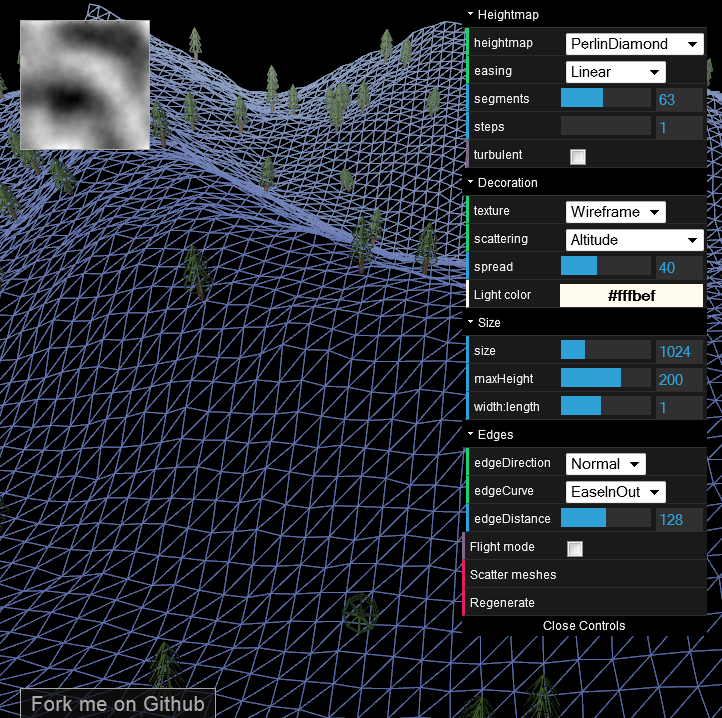 Heightmap
heightmap PerlinDiamond
easing Linear
segments 63
steps 1
turbulent
Decoration
texture Wireframe
scattering Altitude
spread 40
Light color #fffbef
Size
size 1024
maxHeight 200
width:length 1
Edges
edgeDirection Normal
edgeCurve EaseInOut
edgeDistance 128
Flight mode
Scatter meshes
Regenerate
Close Controls
Fork me on Github